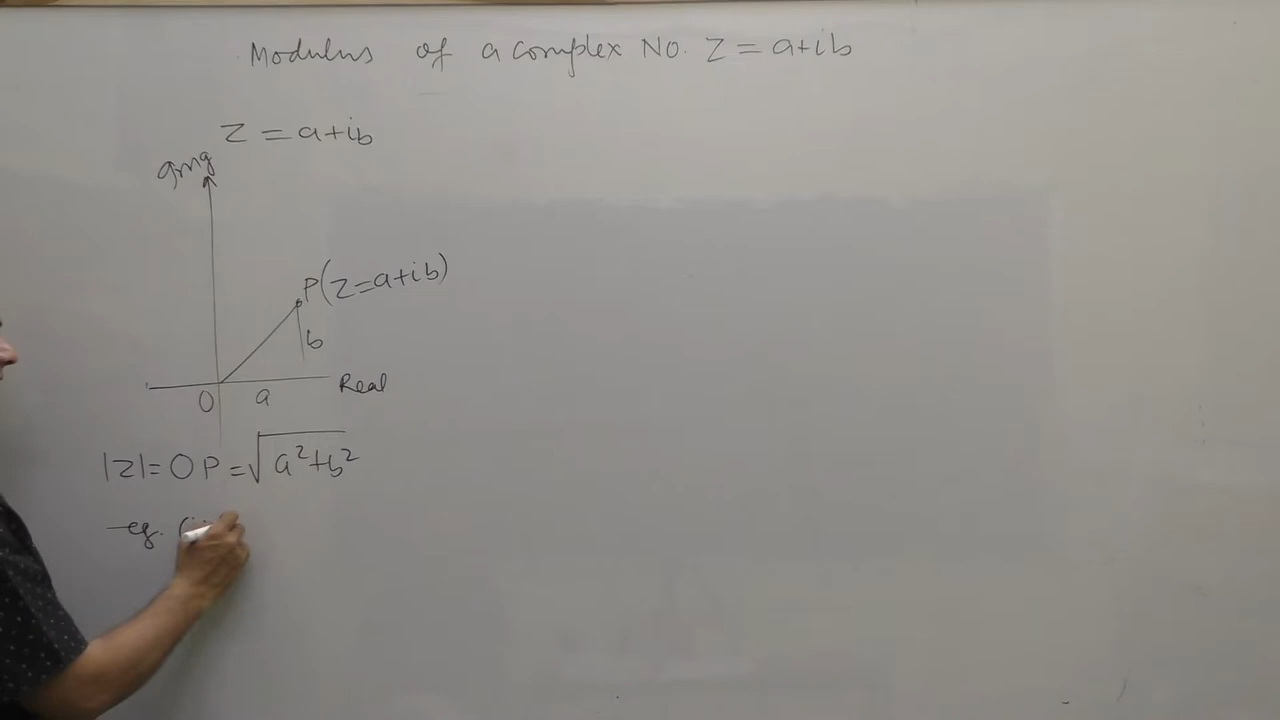 Modulus of a complex No. Z = a+ib
Z = a+ib
Img
P(Z=a+ib)
b
Real
O
a
|Z|= OP = √a²+b²
eg.